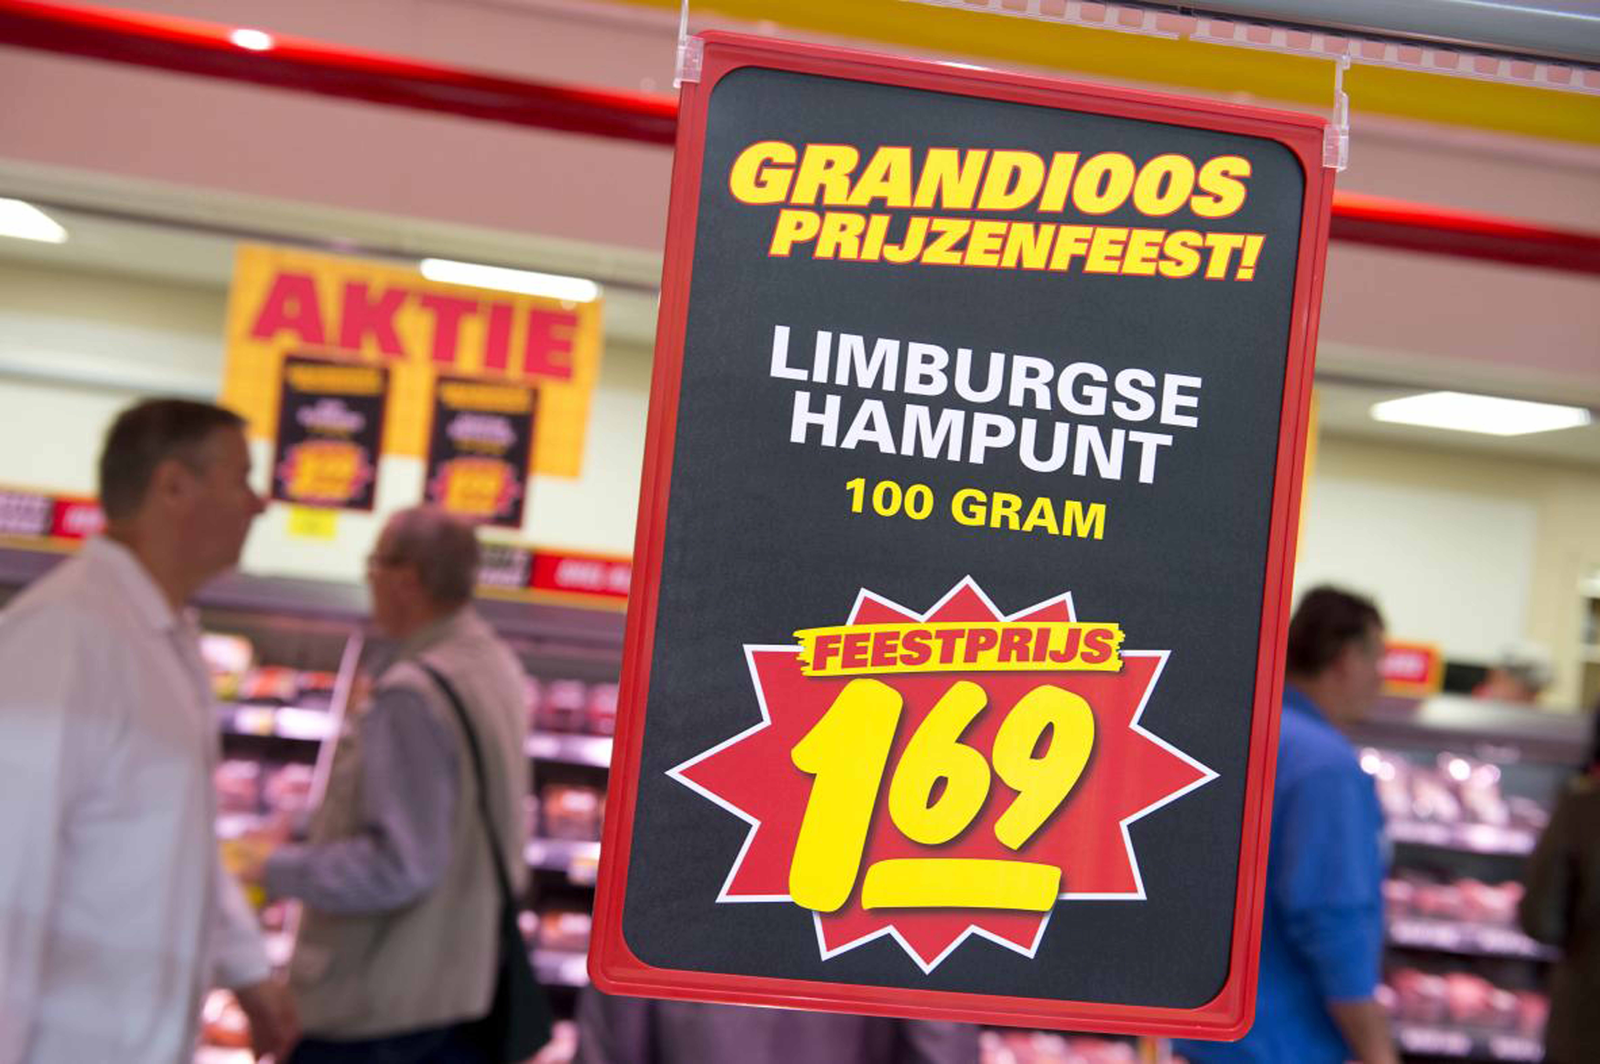 GRANDIOOS
PRIJZENFEEST!
LIMBURGSE
HAMPUNT
100 GRAM
FEESTPRIJS
169
AKTIE